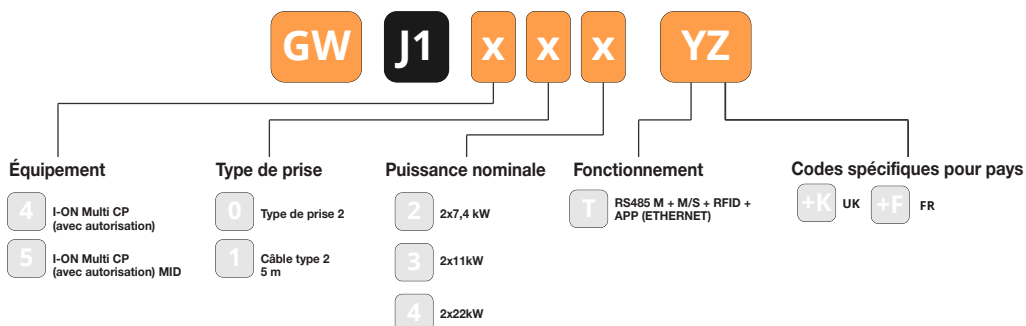 GW J1 x x x YZ
Équipement
4 I-ON Multi CP
(avec autorisation)
5 I-ON Multi CP
(avec autorisation) MID
Type de prise
0 Type de prise 2
1 Câble type 2
5 m
Puissance nominale
2 2x7,4 kW
3 2x11kW
4 2x22kW
Fonctionnement
T RS485 M + M/S + RFID +
APP (ETHERNET)
Codes spécifiques pour pays
+K UK +F FR